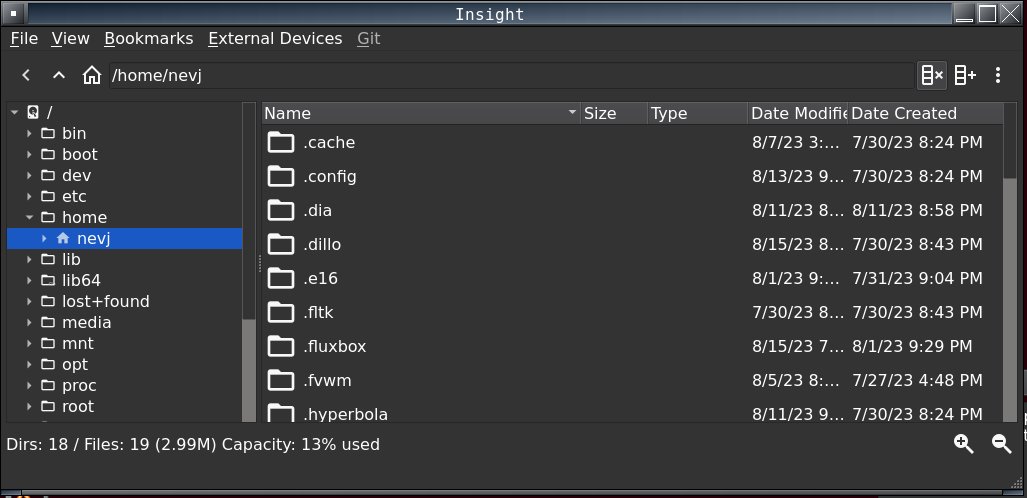 Insight
File View Bookmarks External Devices Git
/home/nevj
/
bin
boot
dev
etc
home
nevj
lib
lib64
lost+found
media
mnt
opt
proc
root
Name Size Type Date Modifie Date Created
.cache 8/7/23 3:... 7/30/23 8:24 PM
.config 8/13/23 9... 7/30/23 8:24 PM
.dia 8/11/23 8... 8/11/23 8:58 PM
.dillo 8/15/23 8... 7/30/23 8:43 PM
.e16 8/1/23 9:... 7/31/23 9:04 PM
.fltk 7/30/23 8... 7/30/23 8:43 PM
.fluxbox 8/15/23 7... 8/1/23 9:29 PM
.fvwm 8/5/23 8:... 7/27/23 4:48 PM
.hyperbola 8/11/23 9... 7/30/23 8:24 PM
Dirs: 18 / Files: 19 (2.99M) Capacity: 13% used